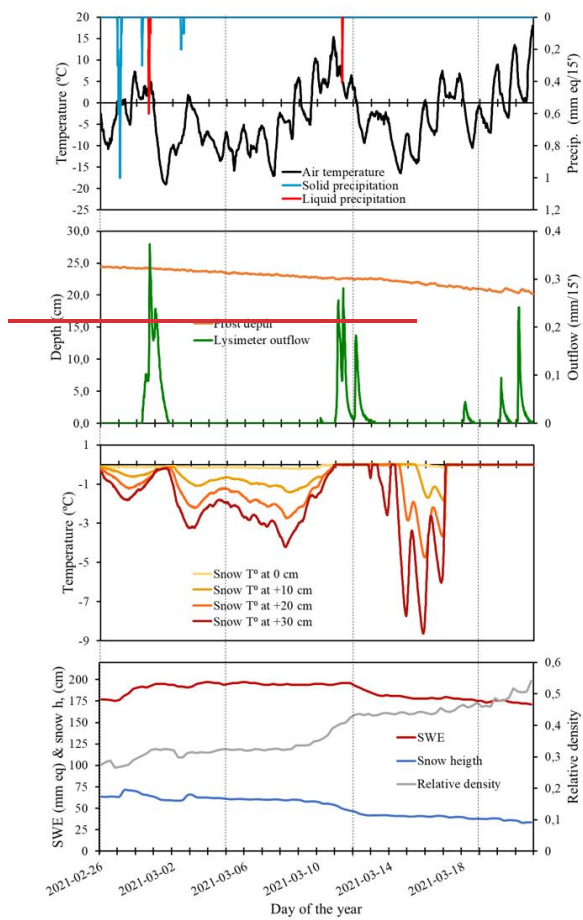 20
15
10
5
0
-5
-10
-15
-20
-25
Temperature (ºC)
0
0,2
0,4
0,6
0,8
1
1,2
Precip. (mm eq/15')
Air temperature
Solid precipitation
Liquid precipitation
30,0
25,0
20,0
15,0
10,0
5,0
0,0
Depth (cm)
0,4
0,3
0,2
0,1
0
Outflow (mm/15')
Frost depth
Lysimeter outflow
1
-1
-3
-5
-7
-9
Temperature (ºC)
Snow Tº at 0 cm
Snow Tº at +10 cm
Snow Tº at +20 cm
Snow Tº at +30 cm
200
175
150
125
100
75
50
25
0
SWE (mm eq) & snow h, (cm)
0,6
0,5
0,4
0,3
0,2
0,1
0
Relative density
SWE
Snow heigth
Relative density
2021-02-26
2021-03-02
2021-03-06
2021-03-10
2021-03-14
2021-03-18
Day of the year